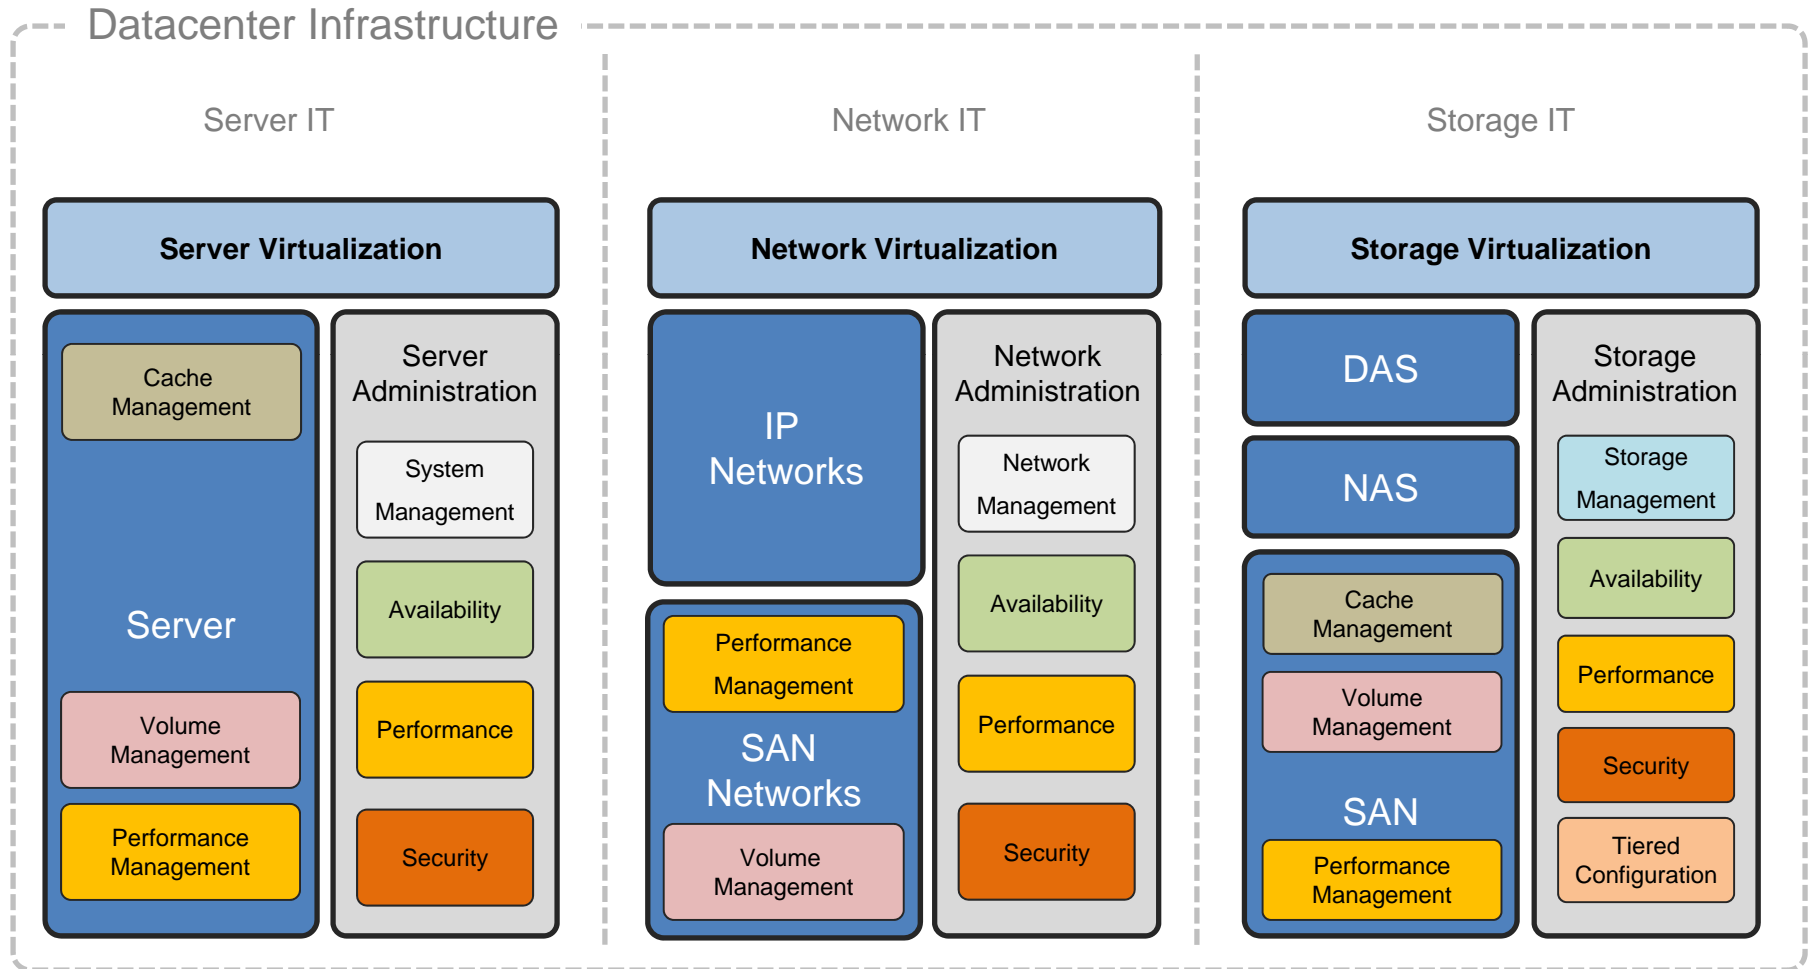 Datacenter Infrastructure
Server IT
Network IT
Storage IT
Server Virtualization
Network Virtualization
Storage Virtualization
Cache
Management
Server
Volume
Management
Performance
Management
Server
Administration
System
Management
Availability
Performance
Security
IP
Networks
Performance
Management
SAN
Networks
Volume
Management
Network
Administration
Network
Management
Availability
Performance
Security
DAS
NAS
Cache
Management
Volume
Management
SAN
Performance
Management
Storage
Administration
Storage
Management
Availability
Performance
Security
Tiered
Configuration